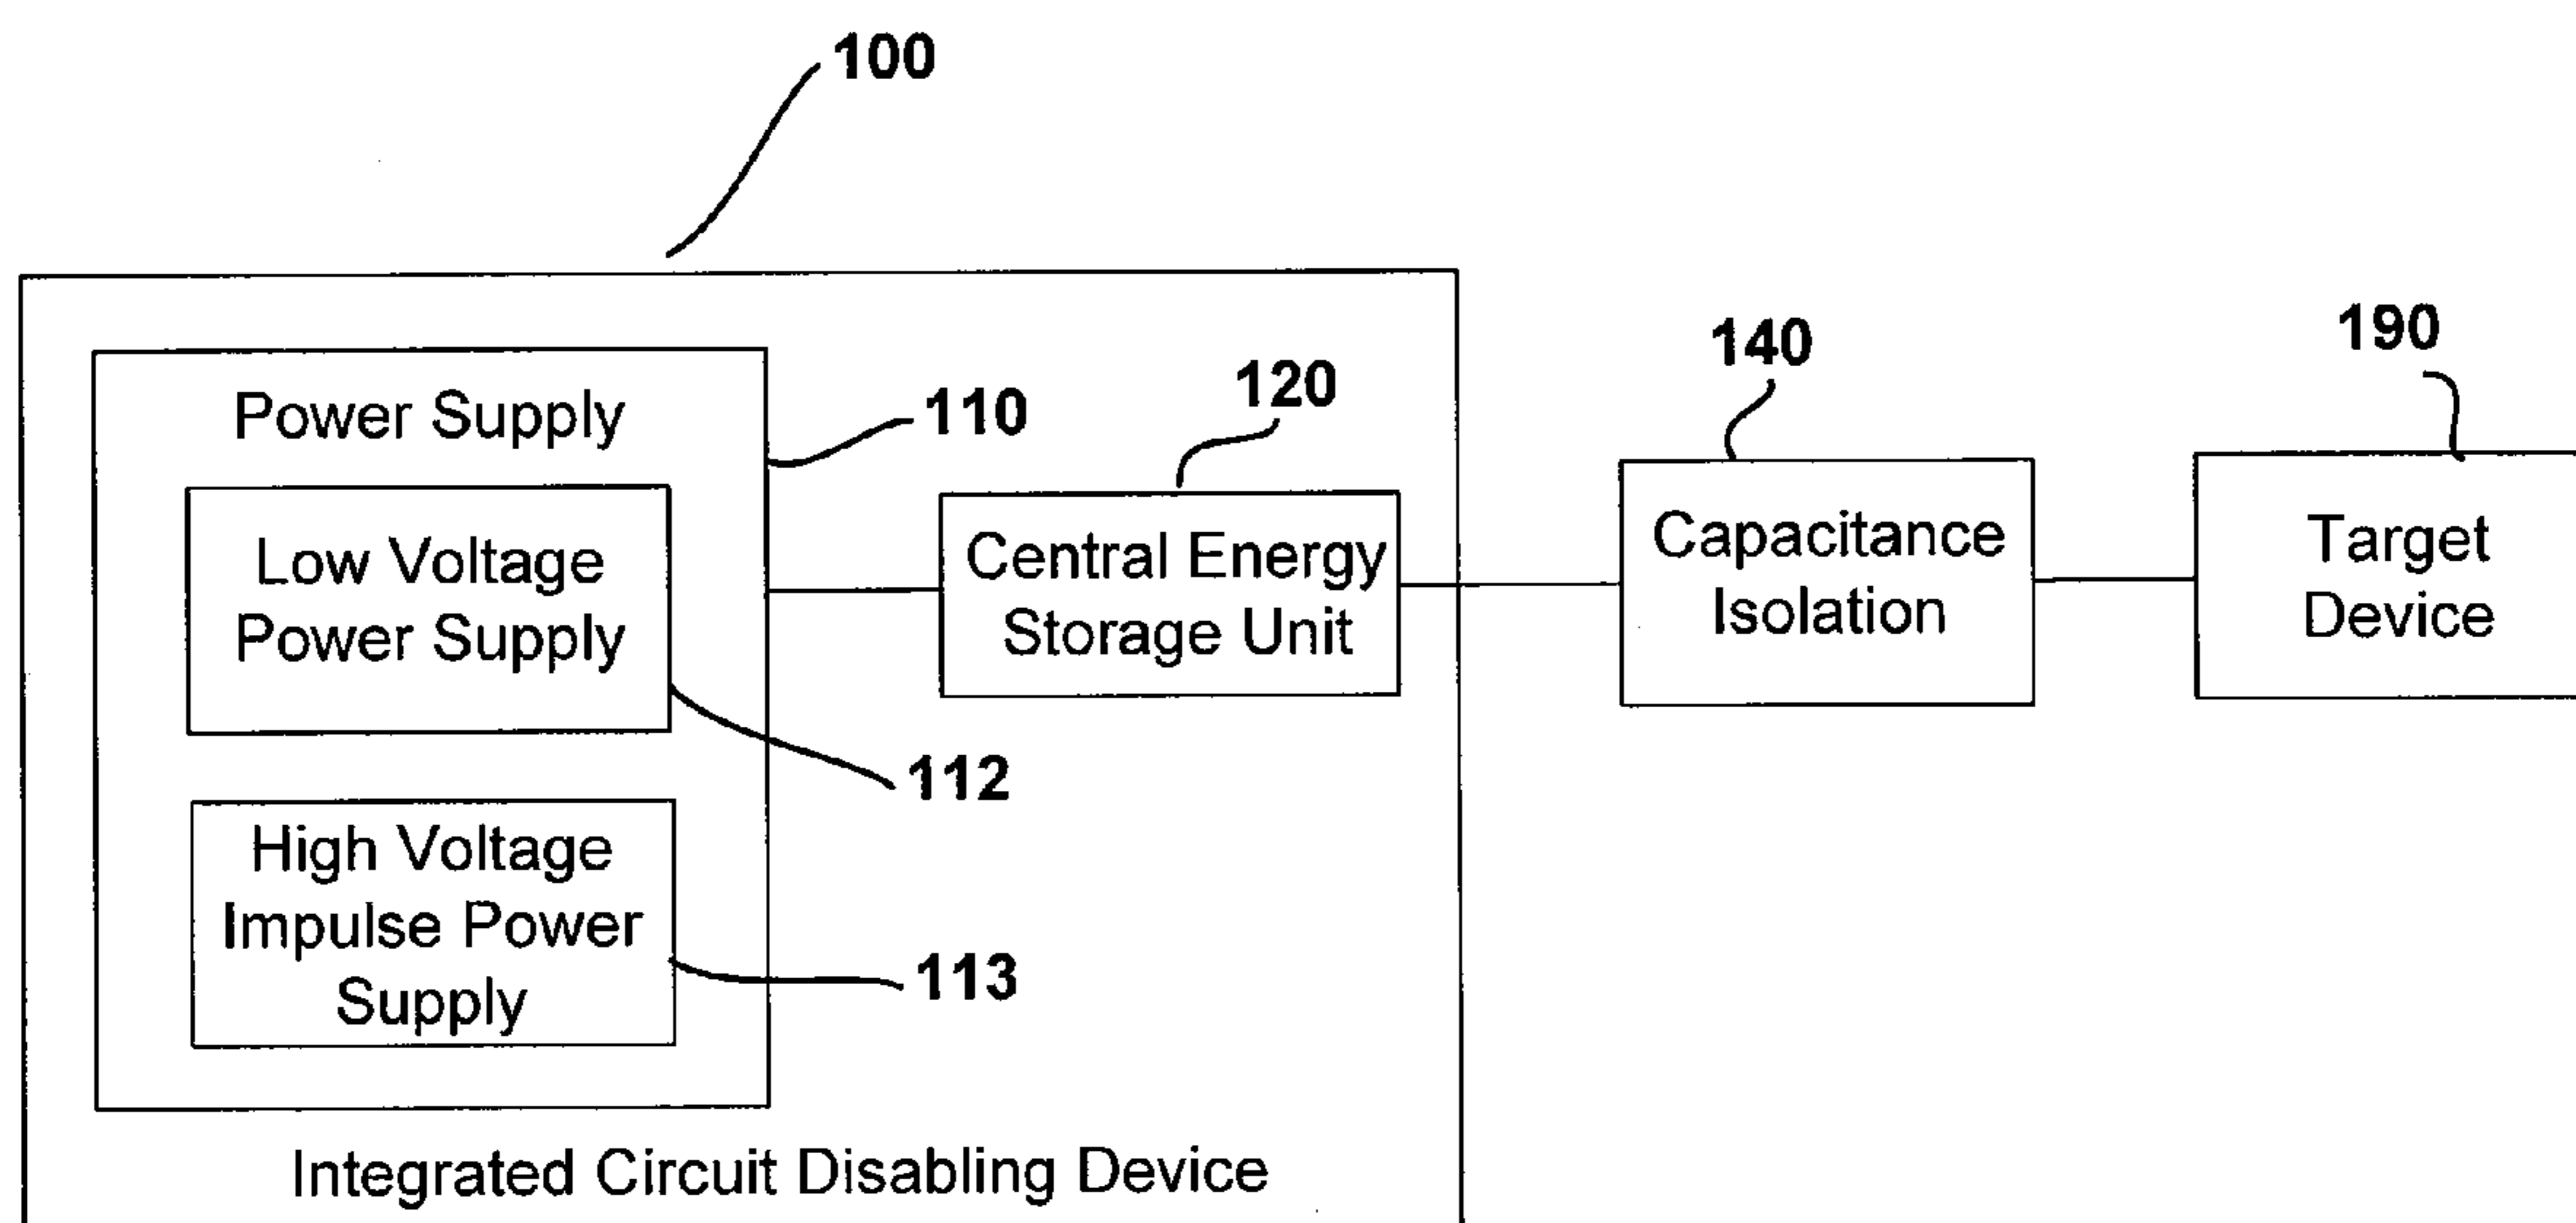 100
140
190
120
Power Supply
110
Low Voltage
Power Supply
Central Energy
Storage Unit
Capacitance
Isolation
Target
Device
112
High Voltage
Impulse Power
Supply
113
Integrated Circuit Disabling Device